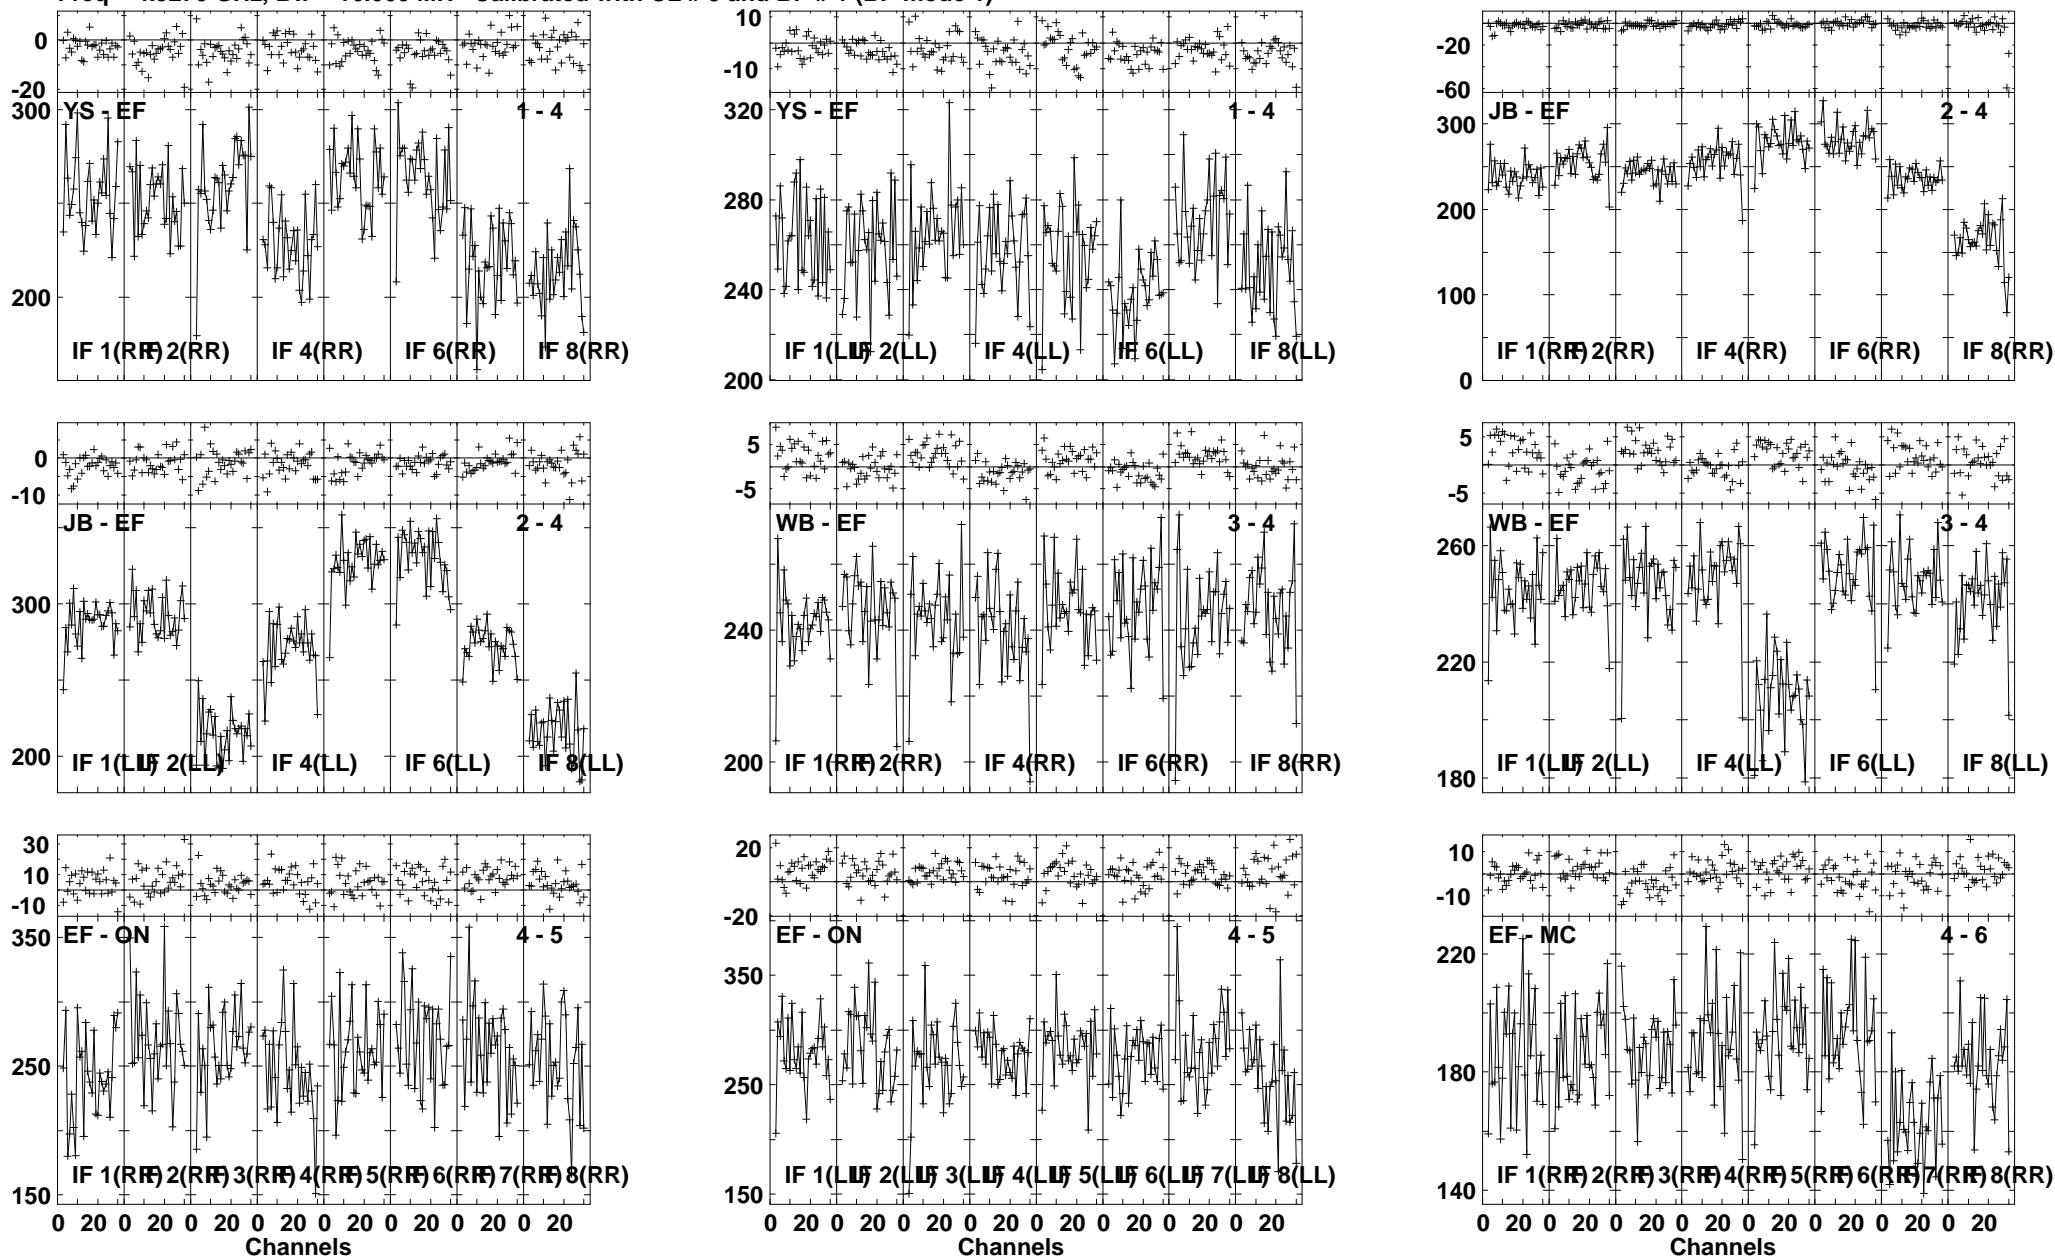 0
-20
300
YS - EF 1 - 4
200
IF 1(RR) IF 2(RR) IF 4(RR) IF 6(RR) IF 8(RR)
10
-10
320
YS - EF 1 - 4
280
240
IF 1(LL) IF 2(LL) IF 4(LL) IF 6(LL) IF 8(LL)
200
-20
-60
JB - EF 2 - 4
300
200
100
IF 1(RR) IF 2(RR) IF 4(RR) IF 6(RR) IF 8(RR)
0
0
-10
JB - EF 2 - 4
300
200
IF 1(LL) IF 2(LL) IF 4(LL) IF 6(LL) IF 8(LL)
5
-5
WB - EF 3 - 4
240
200
IF 1(RR) IF 2(RR) IF 4(RR) IF 6(RR) IF 8(RR)
5
-5
WB - EF 3 - 4
260
220
180
IF 1(LL) IF 2(LL) IF 4(LL) IF 6(LL) IF 8(LL)
30
10
-10
EF - ON 4 - 5
350
250
150
IF 1(RR) IF 2(RR) IF 3(RR) IF 4(RR) IF 5(RR) IF 6(RR) IF 7(RR) IF 8(RR)
0 20 0 20 0 20 0 20 0 20 0 20 0 20 0 20
Channels
20
-20
EF - ON 4 - 5
350
250
150
IF 1(LL) IF 2(LL) IF 3(LL) IF 4(LL) IF 5(LL) IF 6(LL) IF 7(LL) IF 8(LL)
0 20 0 20 0 20 0 20 0 20 0 20 0 20 0 20
Channels
10
-10
EF - MC 4 - 6
220
180
140
IF 1(RR) IF 2(RR) IF 3(RR) IF 4(RR) IF 5(RR) IF 6(RR) IF 7(RR) IF 8(RR)
0 20 0 20 0 20 0 20 0 20 0 20 0 20 0 20
Channels